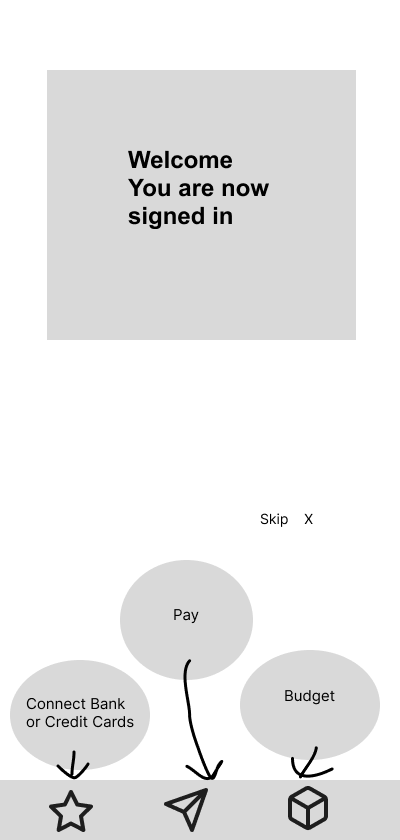 Welcome
You are now
signed in
Skip X
Pay
Connect Bank
or Credit Cards
Budget